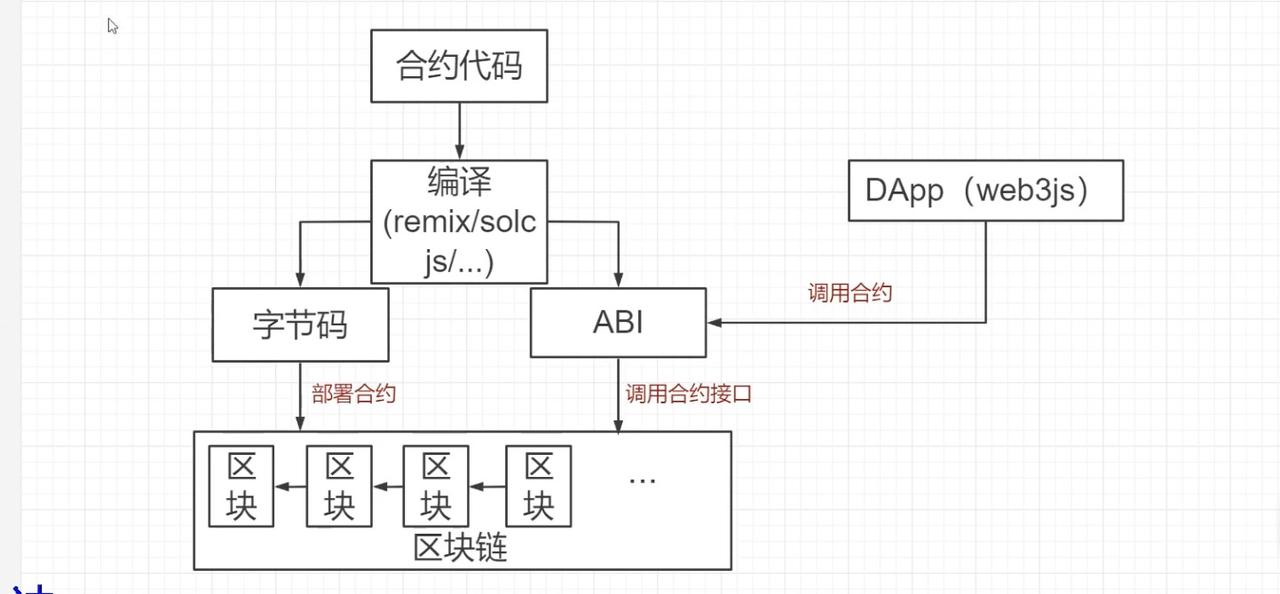 合约代码
编译
(remix/solc
js/...)
DApp（web3js）
调用合约
字节码
ABI
部署合约
调用合约接口
区
块
区
块
区
块
区
块
...
区块链